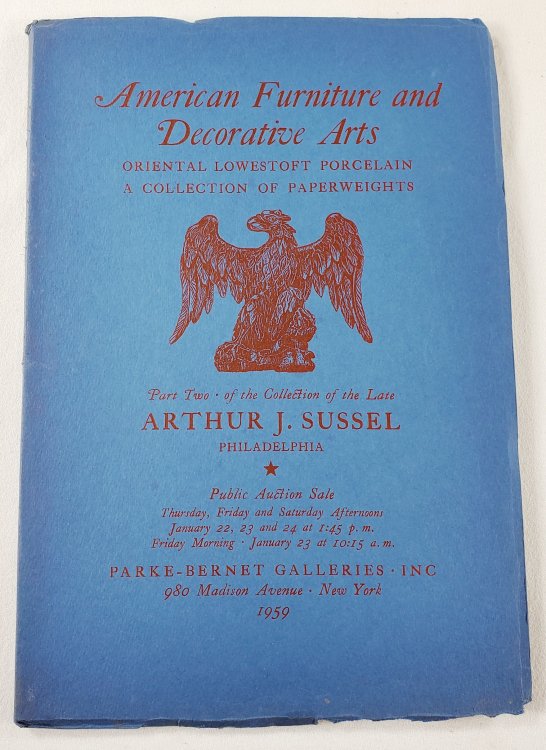 American Furniture and
Decorative Arts
ORIENTAL LOWESTOFT PORCELAIN
A COLLECTION OF PAPERWEIGHTS
Part Two · of the Collection of the Late
ARTHUR J. SUSSEL
PHILADELPHIA
★
Public Auction Sale
Thursday, Friday and Saturday Afternoons
January 22, 23 and 24 at 1:45 p. m.
Friday Morning · January 23 at 10:15 a. m.
PARKE-BERNET GALLERIES · INC
980 Madison Avenue · New York
1959